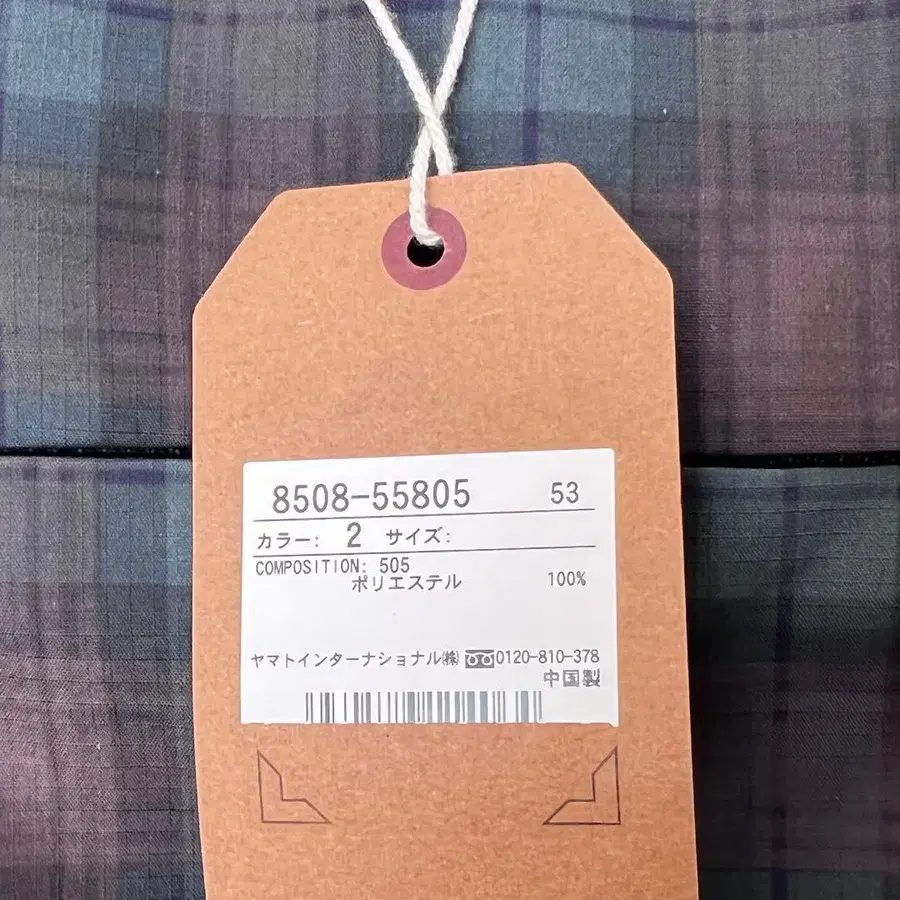 8508-55805 53
カラー: 2 サイズ:
COMPOSITION: 505
ポリエステル 100%
ヤマトインターナショナル㈱ 0120-810-378
中国製